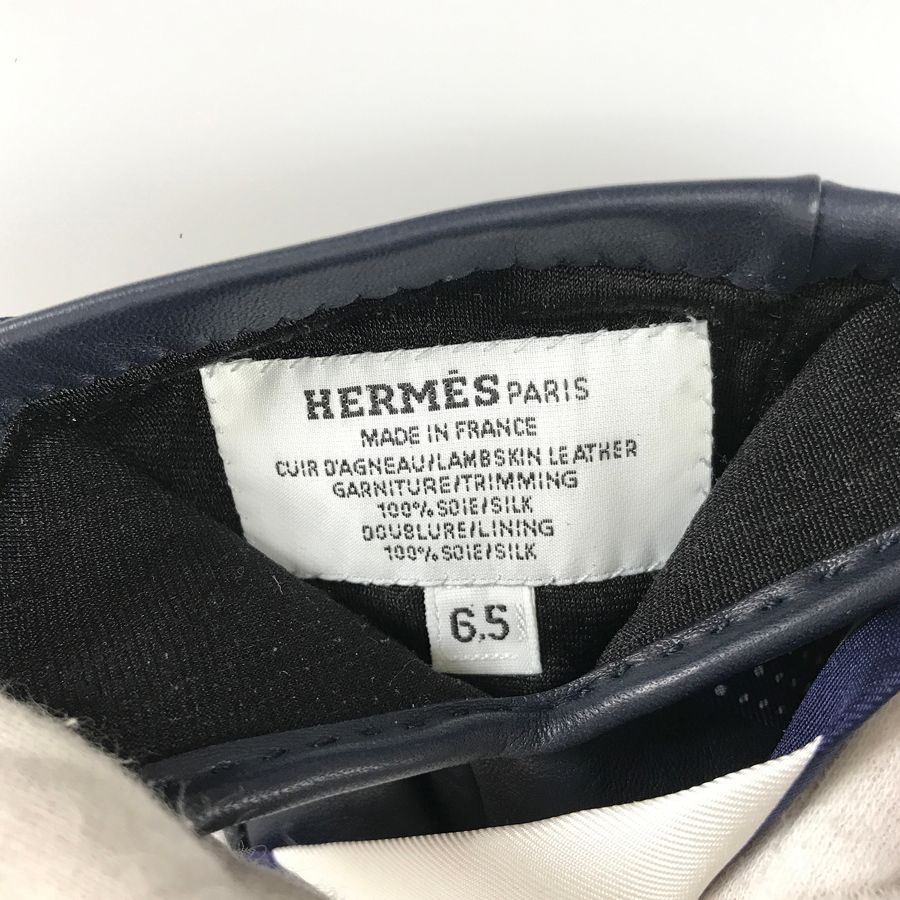 HERMÈS PARIS
MADE IN FRANCE
CUIR D'AGNEAU/LAMBSKIN LEATHER
GARNITURE/TRIMMING
100% SOIE/SILK
DOUBLURE/LINING
100% SOIE/SILK
6.5